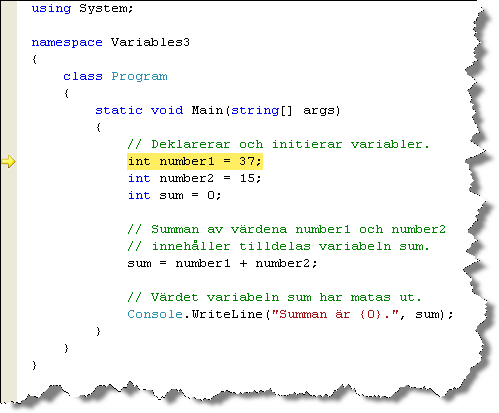 using System;
namespace Variables3
{
class Program
{
static void Main(string[] args)
{
// Deklarerar och initierar variabler.
int number1 = 37;
int number2 = 15;
int sum = 0;
// Summan av värdena number1 och number2
// innehåller tilldelas variabeln sum.
sum = number1 + number2;
// Värdet variabeln sum har matas ut.
Console.WriteLine("Summan är {0}.", sum);
}
}
}